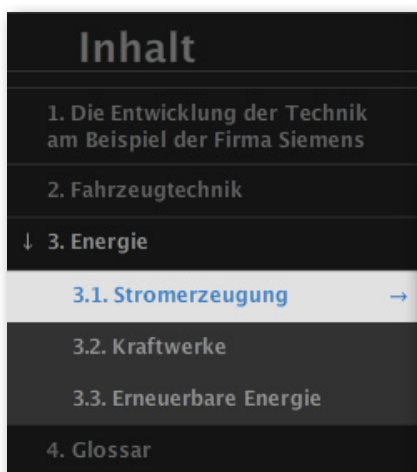 Inhalt
1. Die Entwicklung der Technik
am Beispiel der Firma Siemens
2. Fahrzeugtechnik
↓ 3. Energie
3.1. Stromerzeugung →
3.2. Kraftwerke
3.3. Erneuerbare Energie
4. Glossar